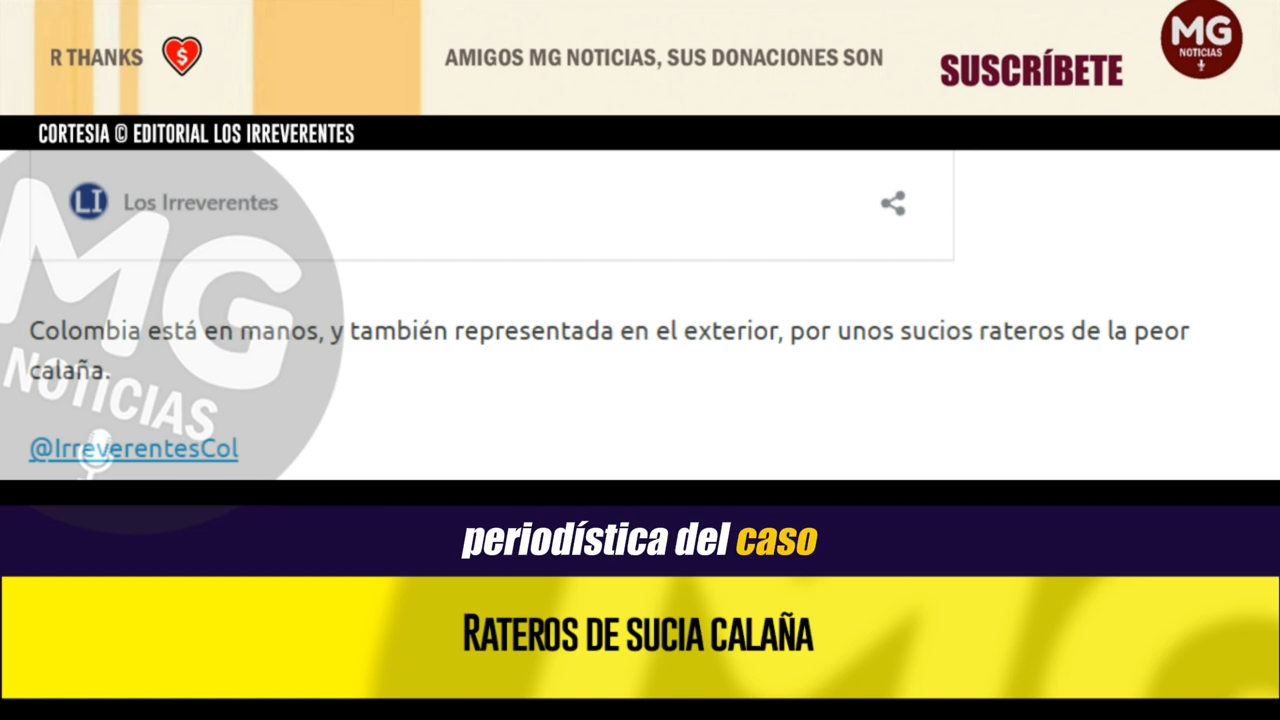 R THANKS
AMIGOS MG NOTICIAS, SUS DONACIONES SON
SUSCRÍBETE
MG
NOTICIAS
CORTESIA © EDITORIAL LOS IRREVERENTES
LI Los Irreverentes
Colombia está en manos, y también representada en el exterior, por unos sucios rateros de la peor
calaña.
@IrreverentesCol
MG
NOTICIAS
periodística del caso
RATEROS DE SUCIA CALAÑA